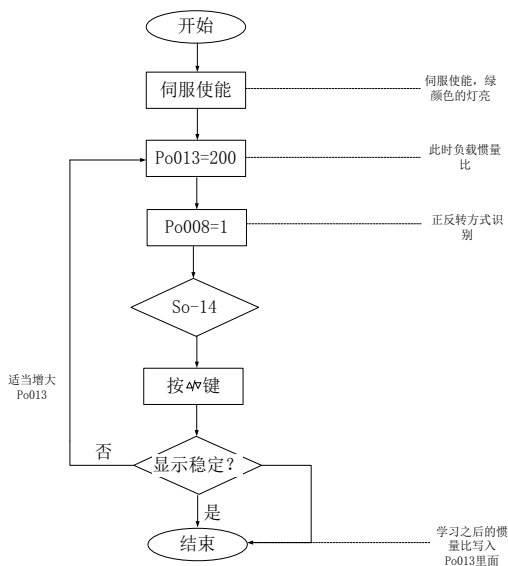 开始
伺服使能
伺服使能，绿
颜色的灯亮
Po013=200
此时负载惯量
比
Po008=1
正反转方式识
别
So-14
按△/▽键
适当增大
Po013
否
显示稳定？
是
结束
学习之后的惯
量比写入
Po013里面